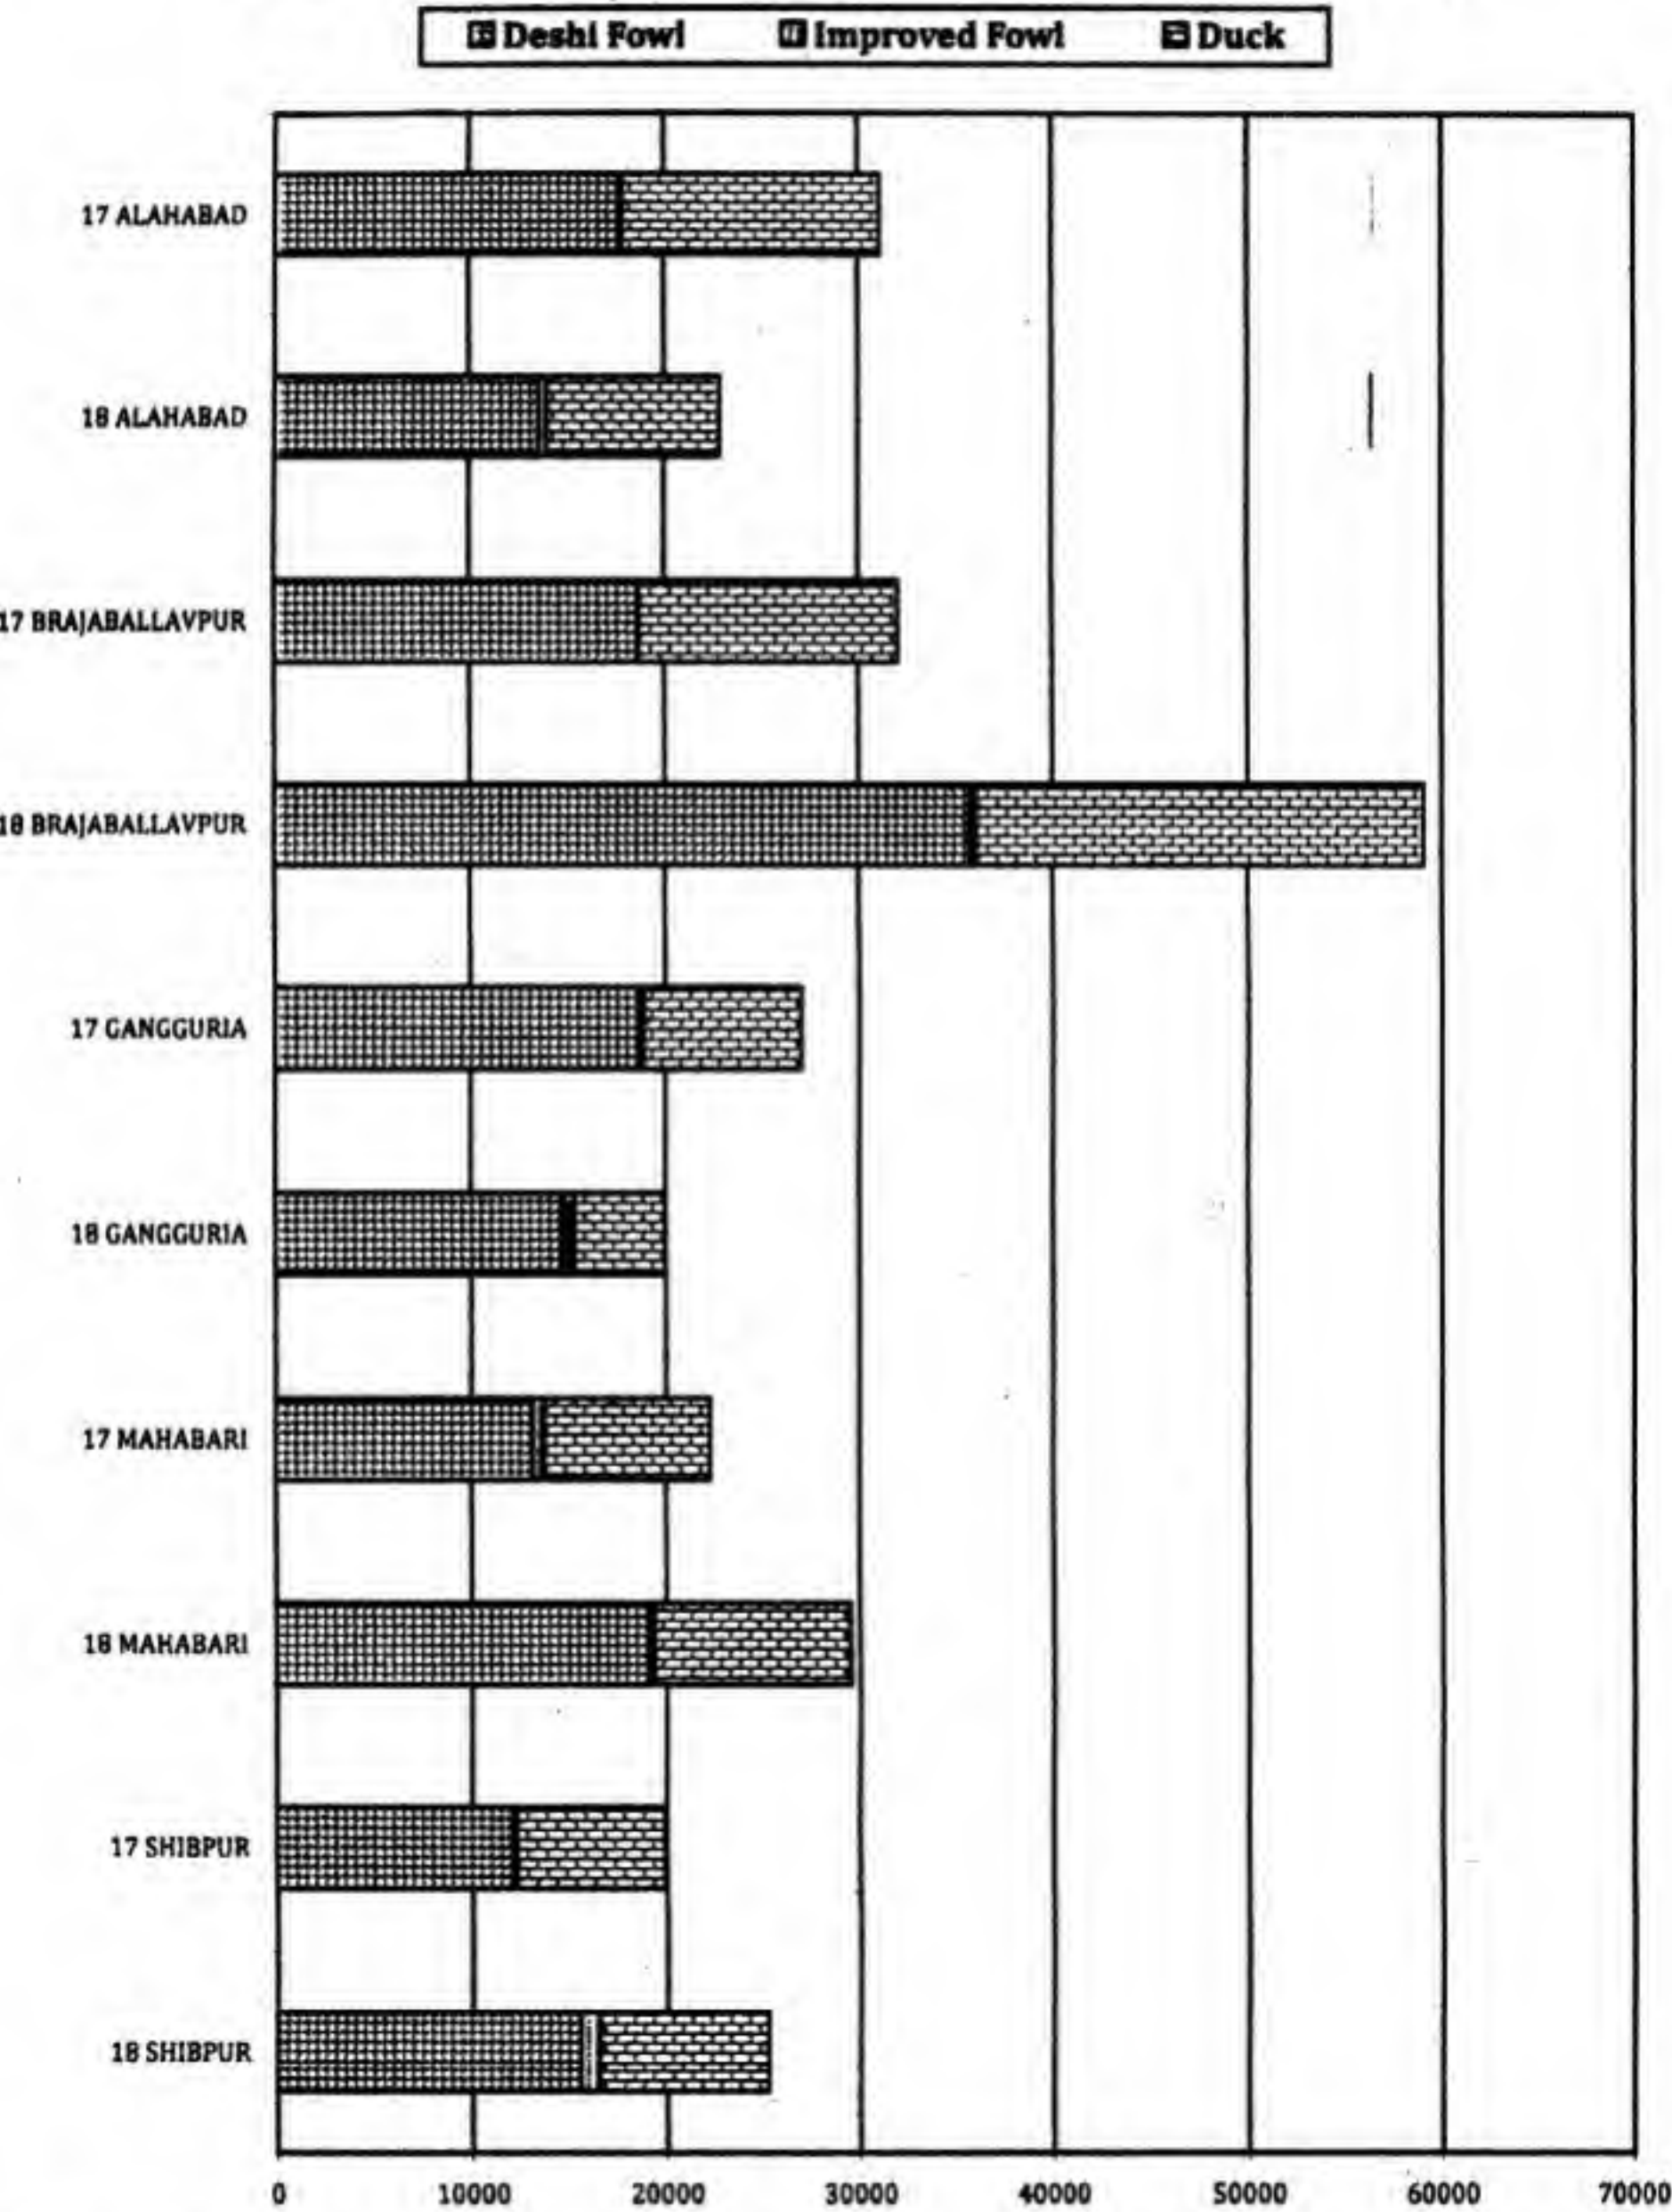 Deshi Fowl Improved Fowl Duck
17 ALAHABAD
18 ALAHABAD
17 BRAJABALLAVPUR
18 BRAJABALLAVPUR
17 GANGGURIA
18 GANGGURIA
17 MAHABARI
18 MAHABARI
17 SHIBPUR
18 SHIBPUR
0 10000 20000 30000 40000 50000 60000 70000